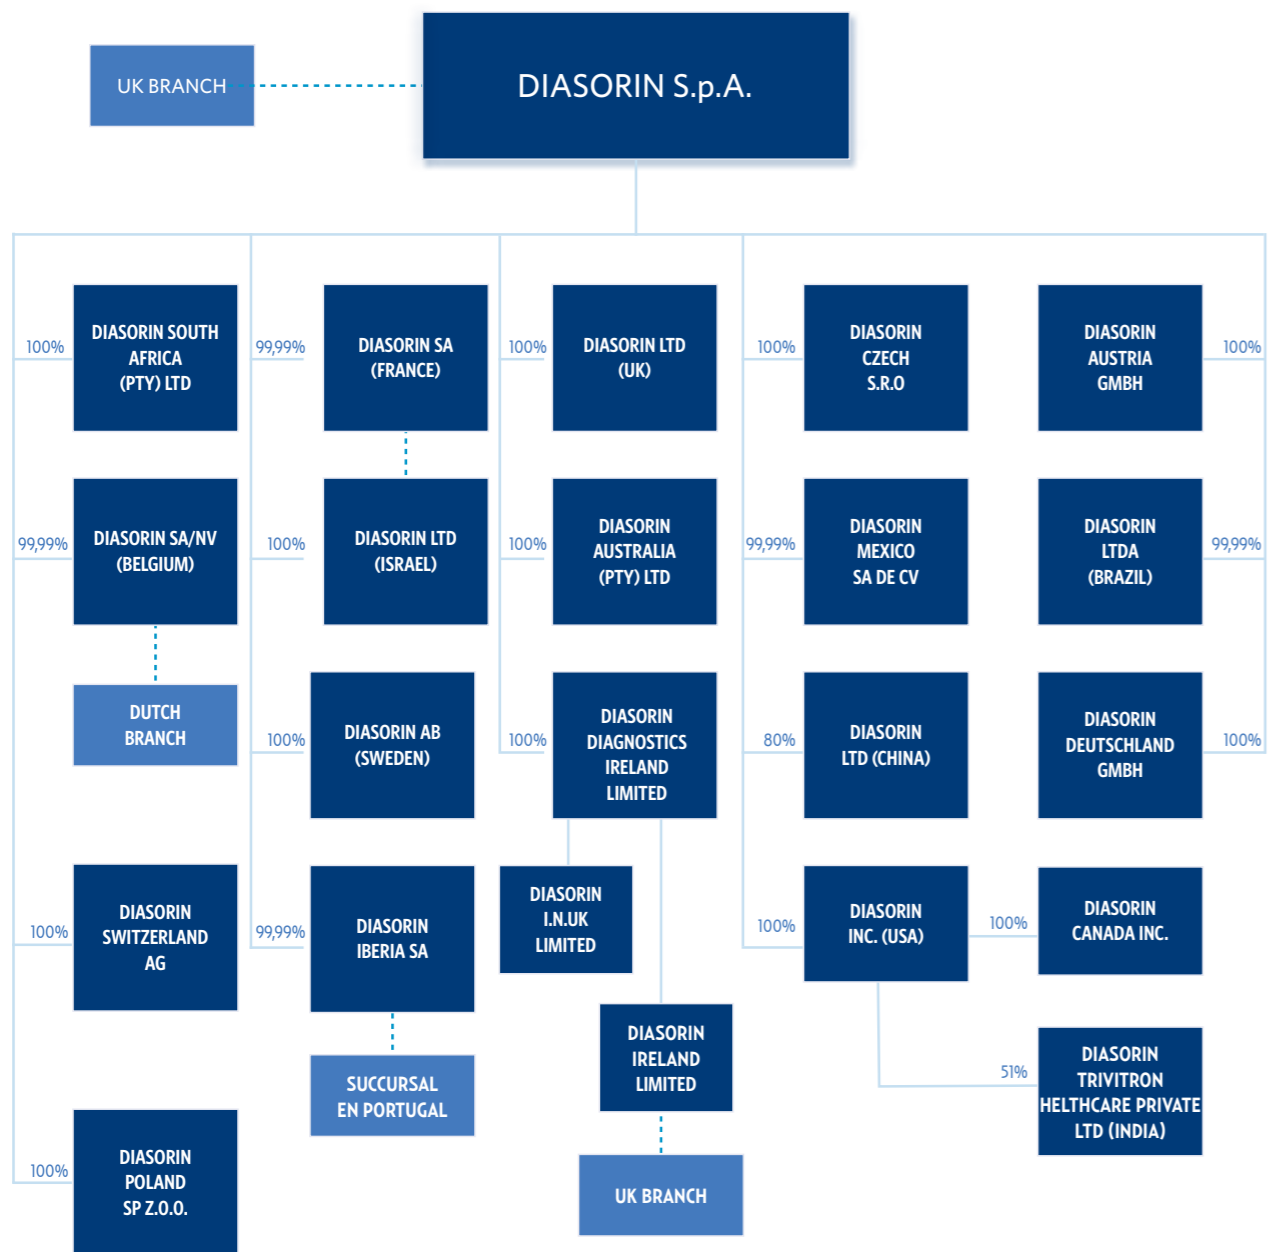 UK BRANCH
DIASORIN S.p.A.
100%
DIASORIN SOUTH
AFRICA
(PTY) LTD
99,99%
DIASORIN SA
(FRANCE)
100%
DIASORIN LTD
(UK)
100%
DIASORIN
CZECH
S.R.O
DIASORIN
AUSTRIA
GMBH
100%
99,99%
DIASORIN SA/NV
(BELGIUM)
100%
DIASORIN LTD
(ISRAEL)
100%
DIASORIN
AUSTRALIA
(PTY) LTD
99,99%
DIASORIN
MEXICO
SA DE CV
DIASORIN
LTDA
(BRAZIL)
99,99%
DUTCH
BRANCH
100%
DIASORIN AB
(SWEDEN)
100%
DIASORIN
DIAGNOSTICS
IRELAND
LIMITED
80%
DIASORIN
LTD (CHINA)
DIASORIN
DEUTSCHLAND
GMBH
100%
100%
DIASORIN
SWITZERLAND
AG
99,99%
DIASORIN
IBERIA SA
DIASORIN
I.N.UK
LIMITED
100%
DIASORIN
INC. (USA)
100%
DIASORIN
CANADA INC.
SUCCURSAL
EN PORTUGAL
DIASORIN
IRELAND
LIMITED
51%
DIASORIN
TRIVITRON
HELTHCARE PRIVATE
LTD (INDIA)
100%
DIASORIN
POLAND
SP Z.O.O.
UK BRANCH